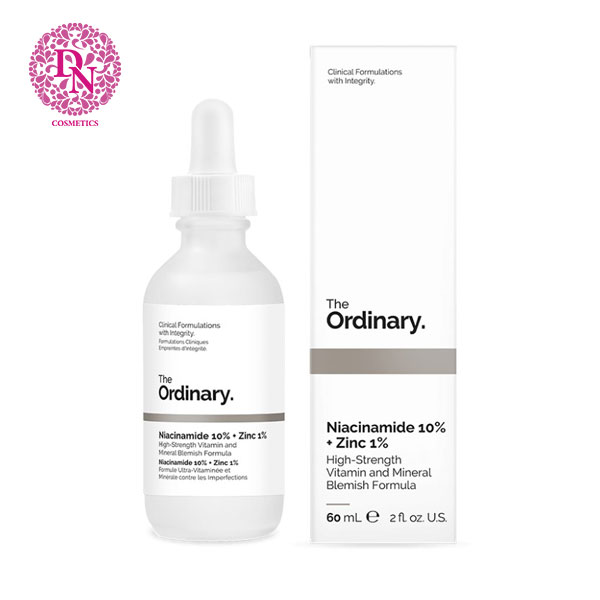 DN
COSMETICS
Clinical Formulations
with Integrity.
The
Ordinary.
Niacinamide 10%
+ Zinc 1%
High-Strength
Vitamin and Mineral
Blemish Formula
60 mL ℮ 2 fl. oz. U.S.
Clinical Formulations
with Integrity.
Formulations Cliniques
Empreintes d'intégrité.
The
Ordinary.
Niacinamide 10% + Zinc 1%
High-Strength Vitamin and
Mineral Blemish Formula
Niacinamide 10% + Zinc 1%
Formule Ultra-Vitaminée et
Minérale contre les Imperfections